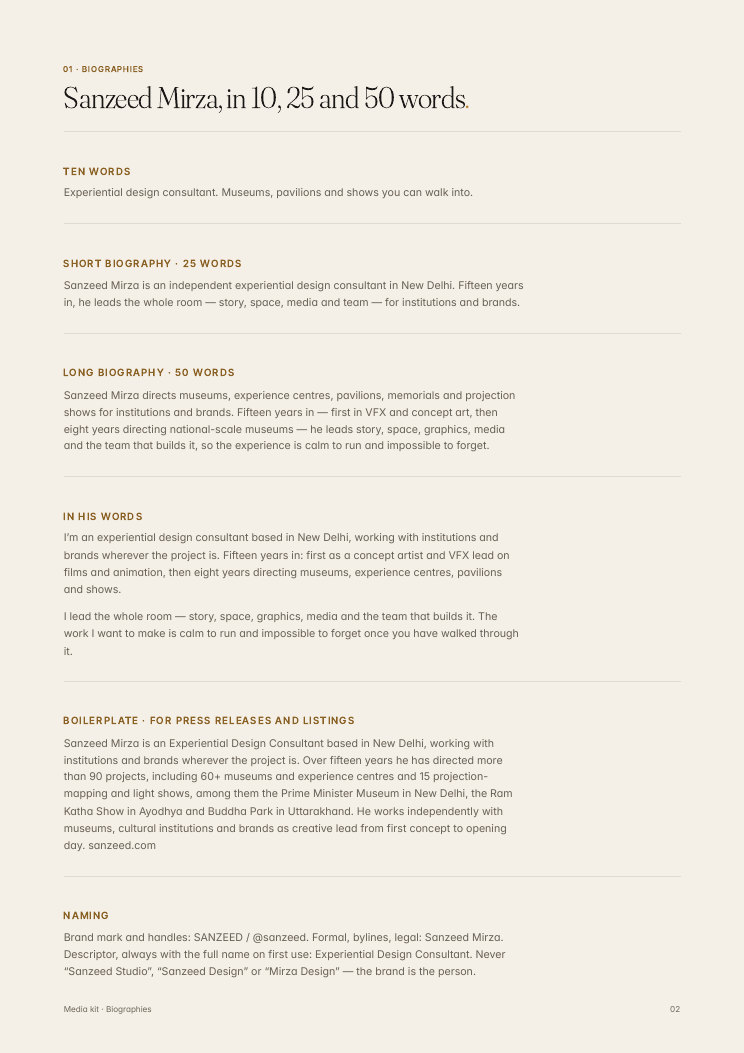 01 · BIOGRAPHIES
Sanzeed Mirza, in 10, 25 and 50 words.
TEN WORDS
Experiential design consultant. Museums, pavilions and shows you can walk into.
SHORT BIOGRAPHY · 25 WORDS
Sanzeed Mirza is an independent experiential design consultant in New Delhi. Fifteen years
in, he leads the whole room — story, space, media and team — for institutions and brands.
LONG BIOGRAPHY · 50 WORDS
Sanzeed Mirza directs museums, experience centres, pavilions, memorials and projection
shows for institutions and brands. Fifteen years in — first in VFX and concept art, then
eight years directing national-scale museums — he leads story, space, graphics, media
and the team that builds it, so the experience is calm to run and impossible to forget.
IN HIS WORDS
I’m an experiential design consultant based in New Delhi, working with institutions and
brands wherever the project is. Fifteen years in: first as a concept artist and VFX lead on
films and animation, then eight years directing museums, experience centres, pavilions
and shows.
I lead the whole room — story, space, graphics, media and the team that builds it. The
work I want to make is calm to run and impossible to forget once you have walked through
it.
BOILERPLATE · FOR PRESS RELEASES AND LISTINGS
Sanzeed Mirza is an Experiential Design Consultant based in New Delhi, working with
institutions and brands wherever the project is. Over fifteen years he has directed more
than 90 projects, including 60+ museums and experience centres and 15 projection-
mapping and light shows, among them the Prime Minister Museum in New Delhi, the Ram
Katha Show in Ayodhya and Buddha Park in Uttarakhand. He works independently with
museums, cultural institutions and brands as creative lead from first concept to opening
day. sanzeed.com
NAMING
Brand mark and handles: SANZEED / @sanzeed. Formal, bylines, legal: Sanzeed Mirza.
Descriptor, always with the full name on first use: Experiential Design Consultant. Never
“Sanzeed Studio”, “Sanzeed Design” or “Mirza Design” — the brand is the person.
Media kit · Biographies
02